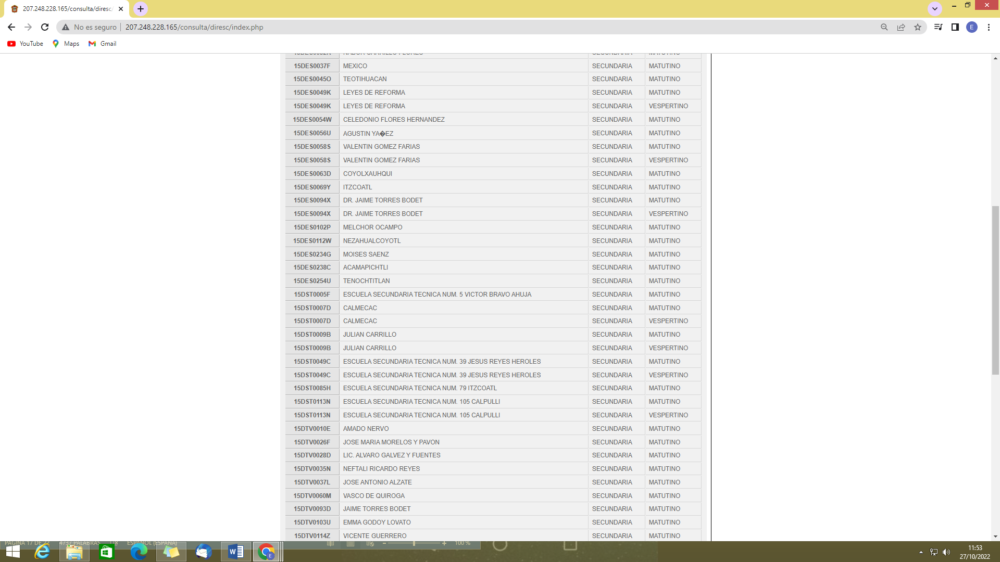 207.248.228.165/consulta/diresc/
No es seguro 207.248.228.165/consulta/diresc/index.php
E
YouTube Maps Gmail
15DES0037F MEXICO SECUNDARIA MATUTINO
15DES0045O TEOTIHUACAN SECUNDARIA MATUTINO
15DES0049K LEYES DE REFORMA SECUNDARIA MATUTINO
15DES0049K LEYES DE REFORMA SECUNDARIA VESPERTINO
15DES0054W CELEDONIO FLORES HERNANDEZ SECUNDARIA MATUTINO
15DES0056U AGUSTIN YA�EZ SECUNDARIA MATUTINO
15DES0058S VALENTIN GOMEZ FARIAS SECUNDARIA MATUTINO
15DES0058S VALENTIN GOMEZ FARIAS SECUNDARIA VESPERTINO
15DES0063D COYOLXAUHQUI SECUNDARIA MATUTINO
15DES0069Y ITZCOATL SECUNDARIA MATUTINO
15DES0094X DR. JAIME TORRES BODET SECUNDARIA MATUTINO
15DES0094X DR. JAIME TORRES BODET SECUNDARIA VESPERTINO
15DES0102P MELCHOR OCAMPO SECUNDARIA MATUTINO
15DES0112W NEZAHUALCOYOTL SECUNDARIA MATUTINO
15DES0234G MOISES SAENZ SECUNDARIA MATUTINO
15DES0238C ACAMAPICHTLI SECUNDARIA MATUTINO
15DES0254U TENOCHTITLAN SECUNDARIA MATUTINO
15DST0005F ESCUELA SECUNDARIA TECNICA NUM. 5 VICTOR BRAVO AHUJA SECUNDARIA MATUTINO
15DST0007D CALMECAC SECUNDARIA MATUTINO
15DST0007D CALMECAC SECUNDARIA VESPERTINO
15DST0009B JULIAN CARRILLO SECUNDARIA MATUTINO
15DST0009B JULIAN CARRILLO SECUNDARIA VESPERTINO
15DST0049C ESCUELA SECUNDARIA TECNICA NUM. 39 JESUS REYES HEROLES SECUNDARIA MATUTINO
15DST0049C ESCUELA SECUNDARIA TECNICA NUM. 39 JESUS REYES HEROLES SECUNDARIA VESPERTINO
15DST0085H ESCUELA SECUNDARIA TECNICA NUM. 79 ITZCOATL SECUNDARIA MATUTINO
15DST0113N ESCUELA SECUNDARIA TECNICA NUM. 105 CALPULLI SECUNDARIA MATUTINO
15DST0113N ESCUELA SECUNDARIA TECNICA NUM. 105 CALPULLI SECUNDARIA VESPERTINO
15DTV0010E AMADO NERVO SECUNDARIA MATUTINO
15DTV0026F JOSE MARIA MORELOS Y PAVON SECUNDARIA MATUTINO
15DTV0028D LIC. ALVARO GALVEZ Y FUENTES SECUNDARIA MATUTINO
15DTV0035N NEFTALI RICARDO REYES SECUNDARIA MATUTINO
15DTV0037L JOSE ANTONIO ALZATE SECUNDARIA MATUTINO
15DTV0060M VASCO DE QUIROGA SECUNDARIA MATUTINO
15DTV0093D JAIME TORRES BODET SECUNDARIA MATUTINO
15DTV0103U EMMA GODOY LOVATO SECUNDARIA MATUTINO
15DTV0114Z VICENTE GUERRERO SECUNDARIA MATUTINO
PÁGINA 17 DE 22 4737 PALABRAS ESPAÑOL (ESPAÑA) 100 %
11:53
27/10/2022